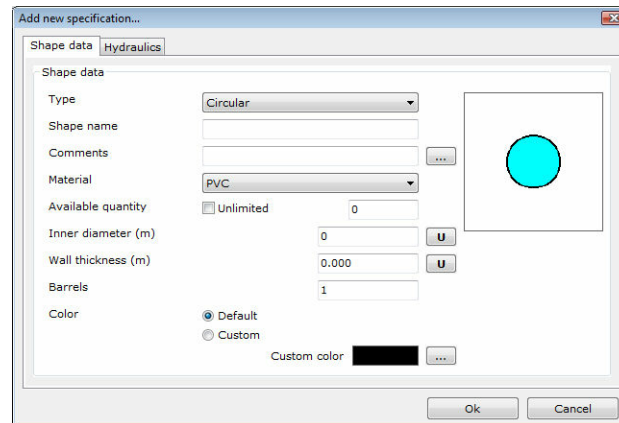 Add new specification...
Shape data Hydraulics
Shape data
Type Circular
Shape name
Comments ...
Material PVC
Available quantity Unlimited 0
Inner diameter (m) 0 U
Wall thickness (m) 0.000 U
Barrels 1
Color Default
Custom
Custom color ...
Ok Cancel